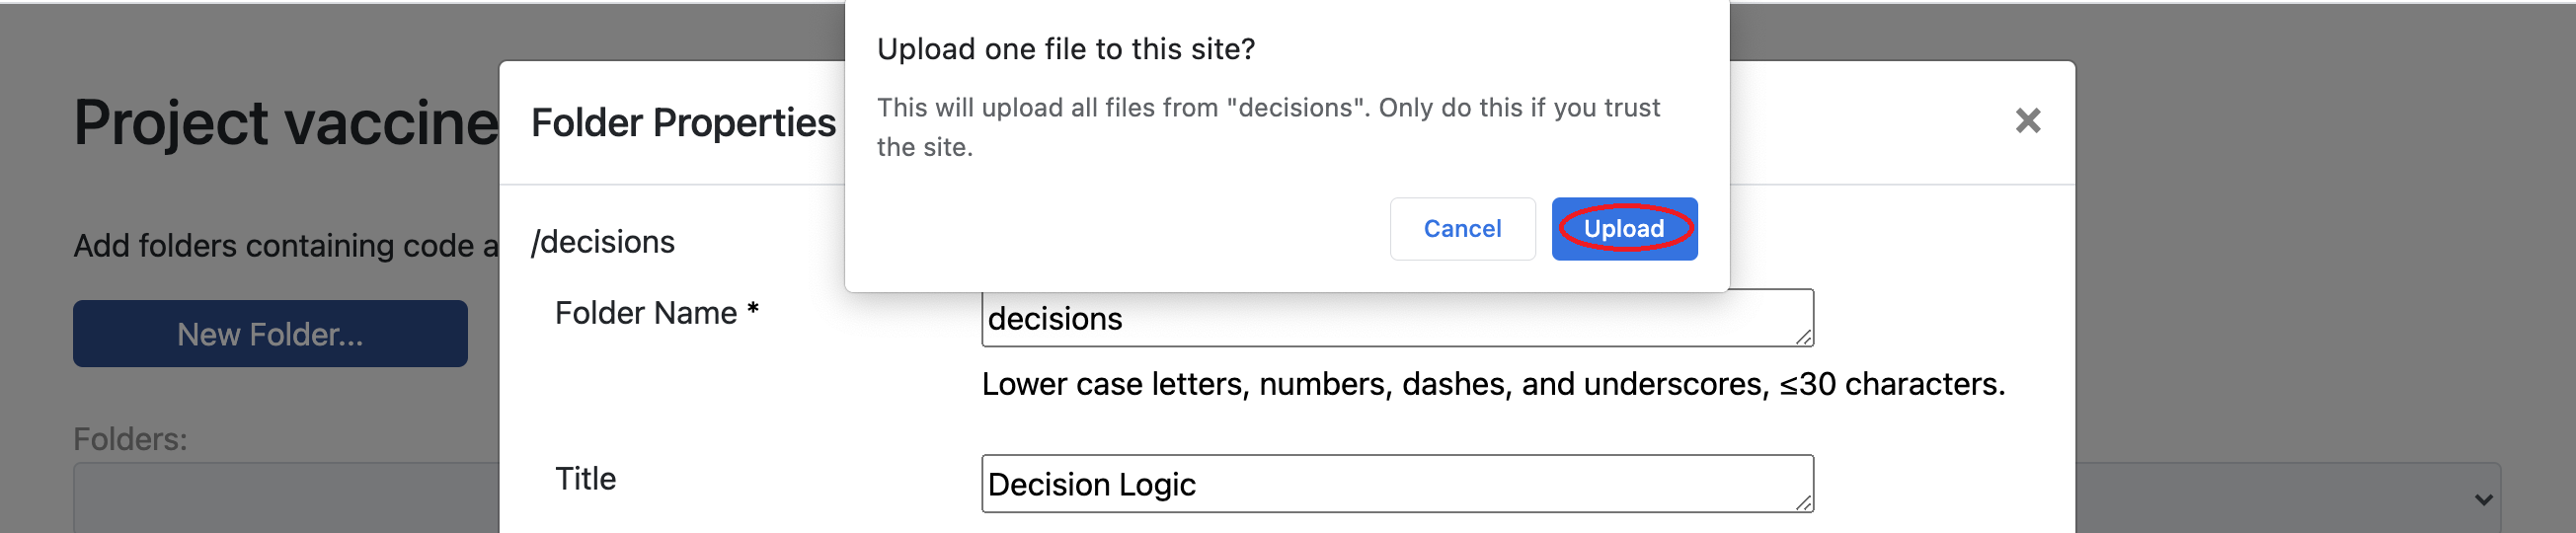 Upload one file to this site?
This will upload all files from "decisions". Only do this if you trust
the site.
Cancel
Upload
Project vaccine
Folder Properties
×
Add folders containing code a
/decisions
New Folder...
Folder Name *
decisions
Lower case letters, numbers, dashes, and underscores, ≤30 characters.
Folders:
Title
Decision Logic